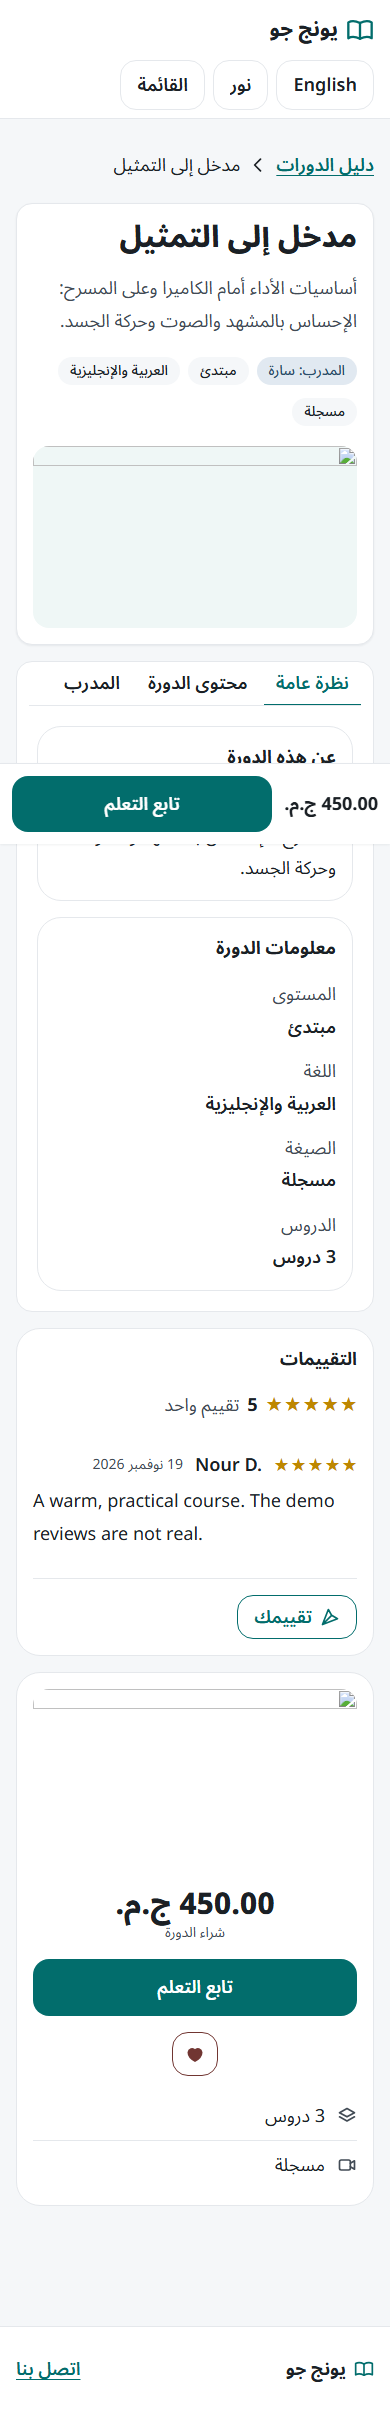 يونج جو
English
نور
القائمة
دليل الدورات
مدخل إلى التمثيل
مدخل إلى التمثيل
أساسيات الأداء أمام الكاميرا وعلى المسرح:
الإحساس بالمشهد والصوت وحركة الجسد.
المدرب: سارة
مبتدئ
العربية والإنجليزية
مسجلة
نظرة عامة
محتوى الدورة
المدرب
عن هذه الدورة
450.00 ج.م.
تابع التعلم
وحركة الجسد.
معلومات الدورة
المستوى
مبتدئ
اللغة
العربية والإنجليزية
الصيغة
مسجلة
الدروس
3 دروس
التقييمات
★★★★★ 5 تقييم واحد
★★★★★ Nour D. 19 نوفمبر 2026
A warm, practical course. The demo
reviews are not real.
تقييمك
450.00 ج.م.
شراء الدورة
تابع التعلم
3 دروس
مسجلة
يونج جو
اتصل بنا